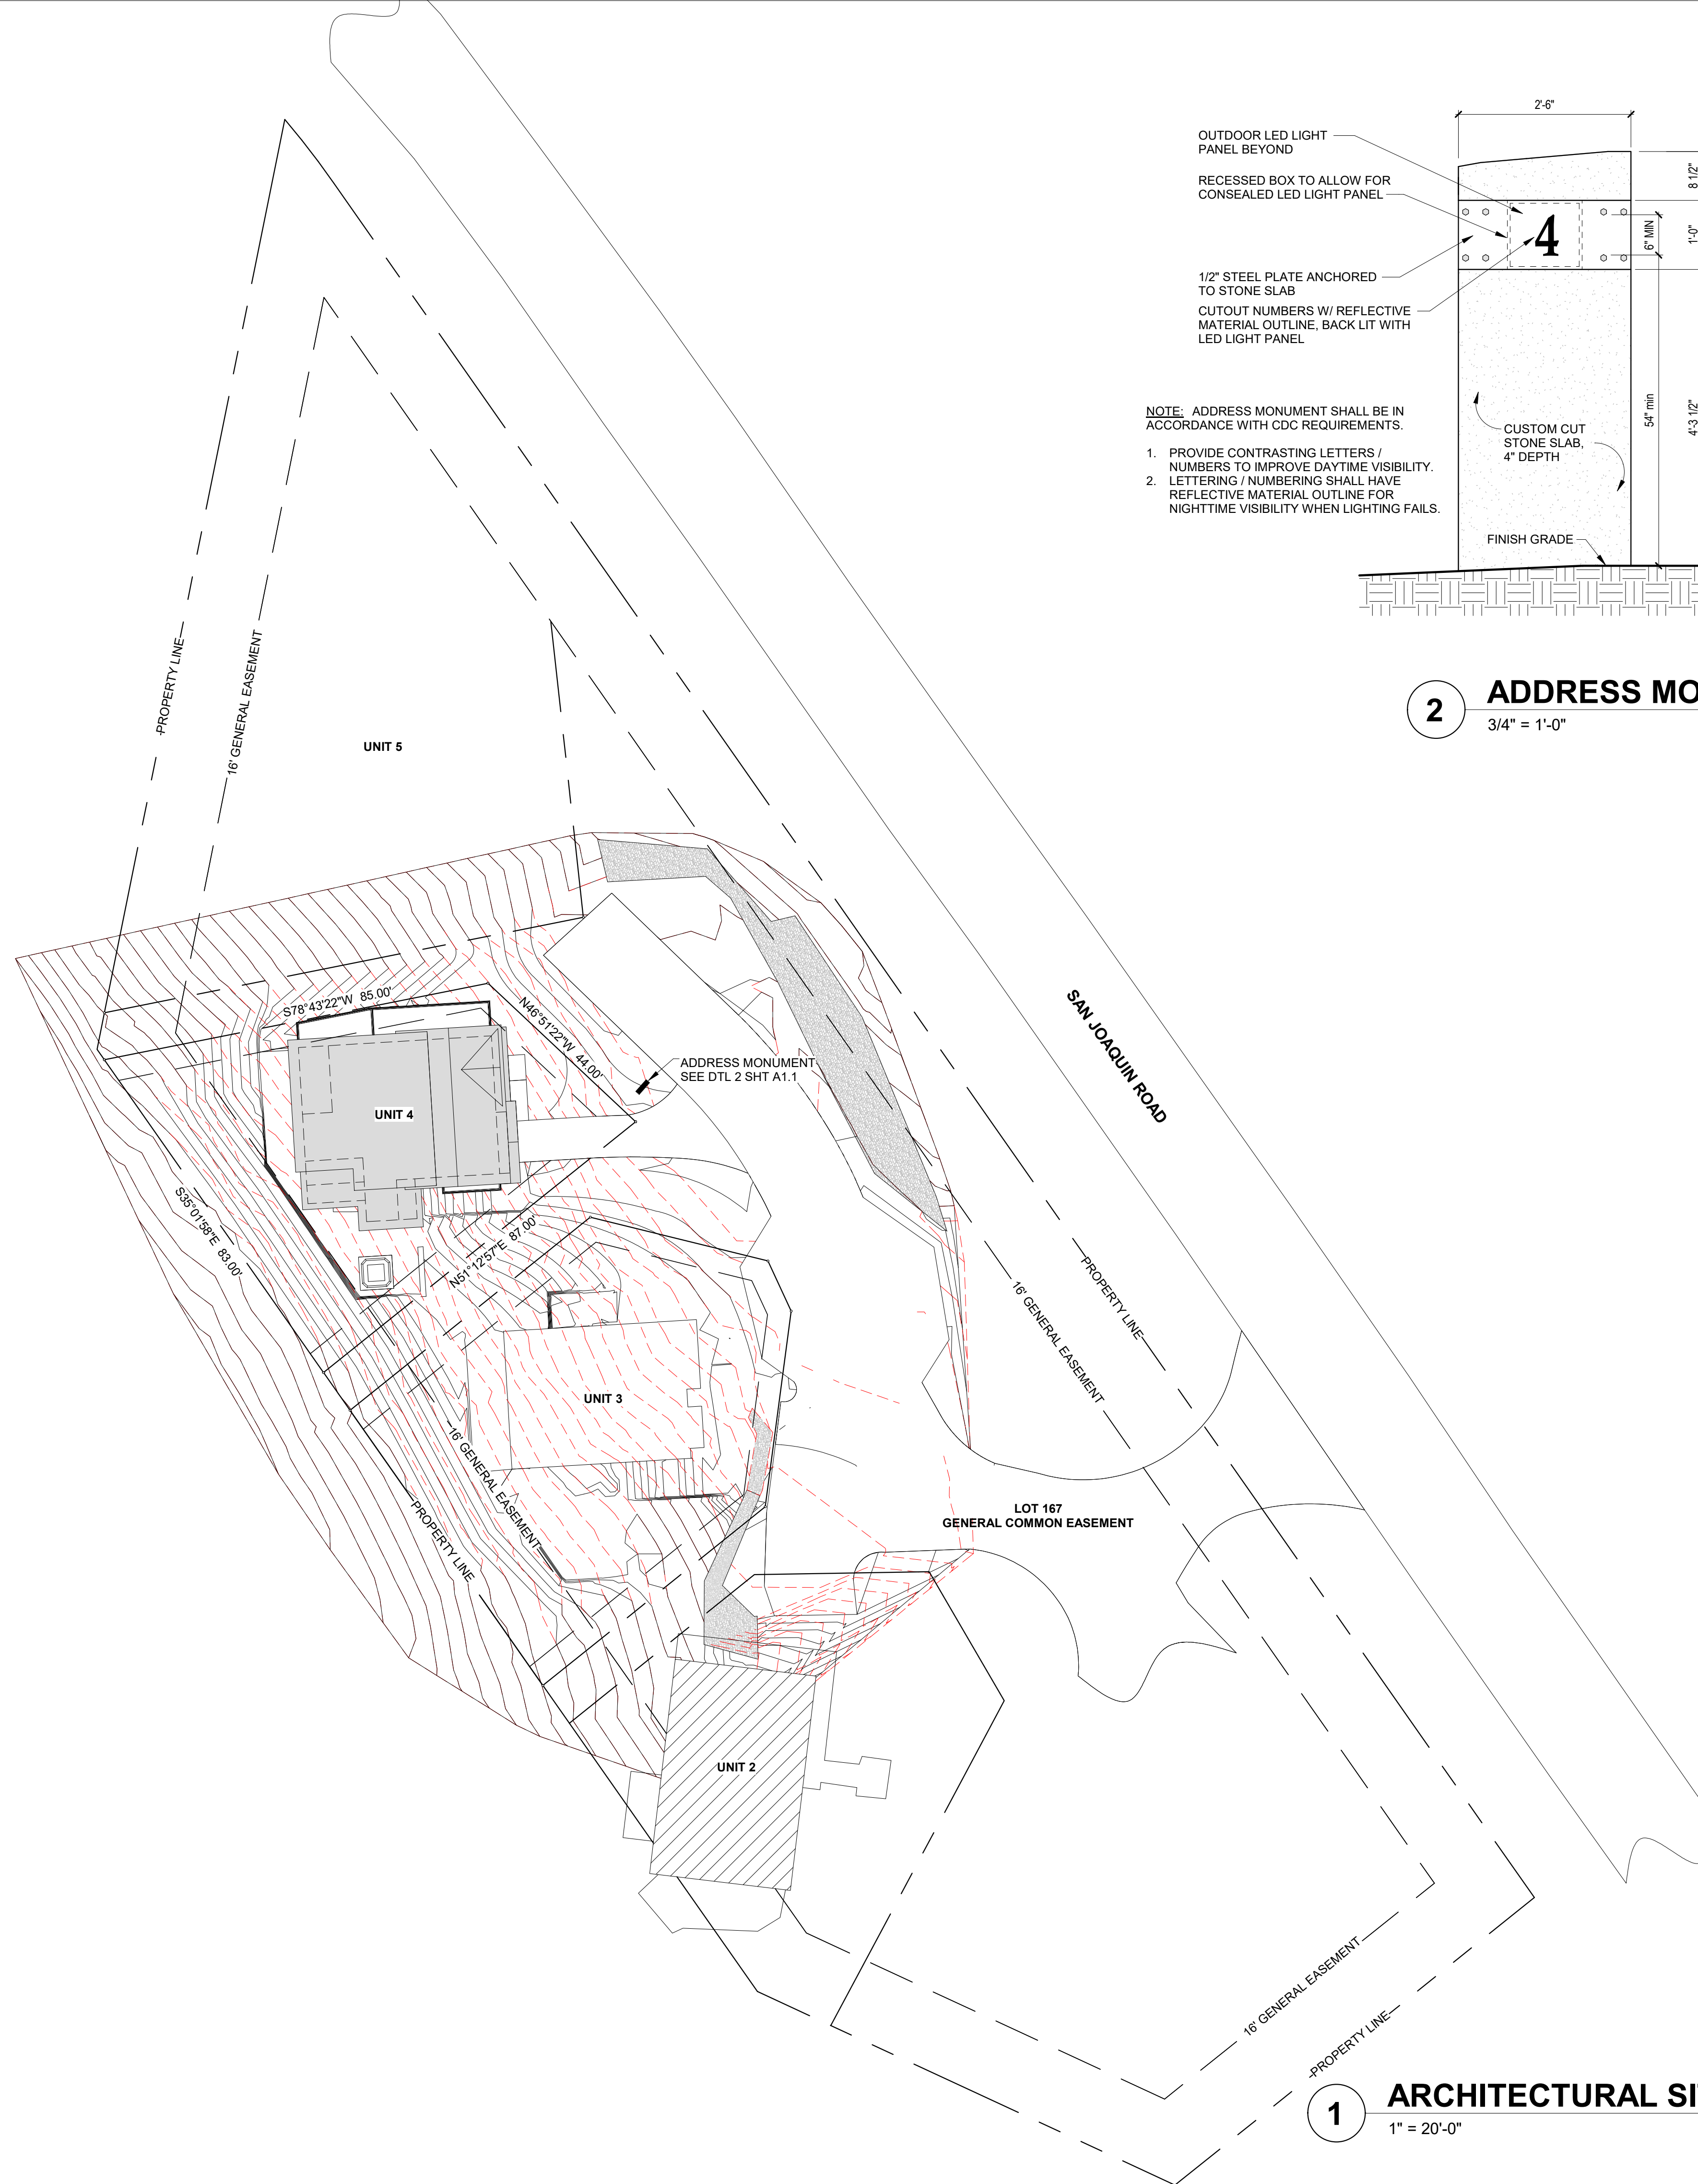 2'-6"
OUTDOOR LED LIGHT
PANEL BEYOND
RECESSED BOX TO ALLOW FOR
CONSEALED LED LIGHT PANEL
1/2" STEEL PLATE ANCHORED
TO STONE SLAB
CUTOUT NUMBERS W/ REFLECTIVE
MATERIAL OUTLINE, BACK LIT WITH
LED LIGHT PANEL
4
8 1/2"
6" MIN
1'-0"
54" min
4'-3 1/2"
NOTE: ADDRESS MONUMENT SHALL BE IN
ACCORDANCE WITH CDC REQUIREMENTS.
1. PROVIDE CONTRASTING LETTERS /
NUMBERS TO IMPROVE DAYTIME VISIBILITY.
2. LETTERING / NUMBERING SHALL HAVE
REFLECTIVE MATERIAL OUTLINE FOR
NIGHTTIME VISIBILITY WHEN LIGHTING FAILS.
CUSTOM CUT
STONE SLAB,
4" DEPTH
FINISH GRADE
2
ADDRESS MO
3/4" = 1'-0"
PROPERTY LINE
16' GENERAL EASEMENT
UNIT 5
S78°43'22"W 85.00'
N46°51'22"W 44.00'
ADDRESS MONUMENT
SEE DTL 2 SHT A1.1
SAN JOAQUIN ROAD
UNIT 4
S35°01'58"E 83.00'
N51°12'57"E 87.00'
PROPERTY LINE
16' GENERAL EASEMENT
UNIT 3
16' GENERAL EASEMENT
PROPERTY LINE
LOT 167
GENERAL COMMON EASEMENT
UNIT 2
16' GENERAL EASEMENT
PROPERTY LINE
1
ARCHITECTURAL SI
1" = 20'-0"